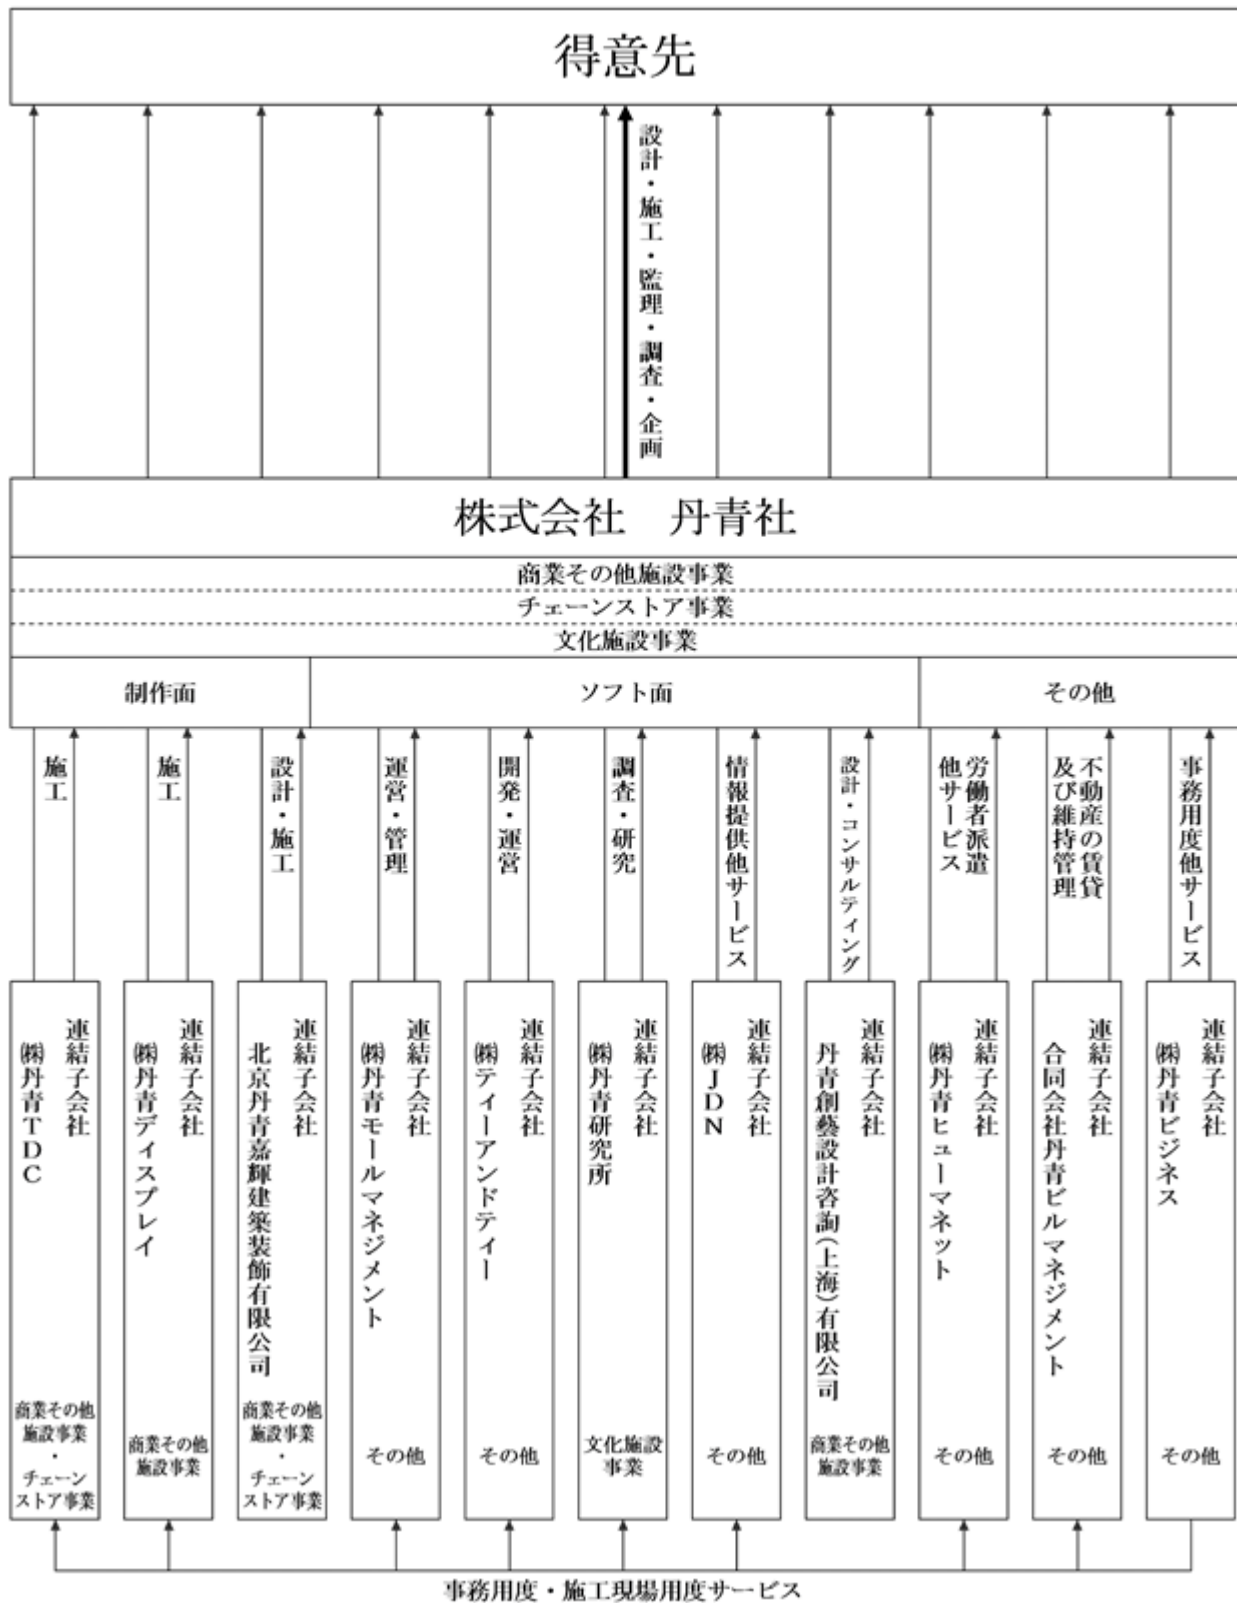 得意先
設計・施工・監理・調査・企画
株式会社　丹青社
商業その他施設事業
チェーンストア事業
文化施設事業
制作面
ソフト面
その他
施工
施工
設計・施工
運営・管理
開発・運営
調査・研究
情報提供他サービス
設計・コンサルティング
労働者派遣
他サービス
不動産の賃貸
及び維持管理
事務用度他サービス
連結子会社
㈱丹青TDC
商業その他
施設事業
・
チェーン
ストア事業
連結子会社
㈱丹青ディスプレイ
商業その他
施設事業
連結子会社
北京丹青嘉輝建築装飾有限公司
商業その他
施設事業
・
チェーン
ストア事業
連結子会社
㈱丹青モールマネジメント
その他
連結子会社
㈱ティーアンドティー
その他
連結子会社
㈱丹青研究所
文化施設
事業
連結子会社
㈱JDN
その他
連結子会社
丹青創藝設計咨詢(上海)有限公司
商業その他
施設事業
連結子会社
㈱丹青ヒューマネット
その他
連結子会社
合同会社丹青ビルマネジメント
その他
連結子会社
㈱丹青ビジネス
その他
事務用度・施工現場用度サービス